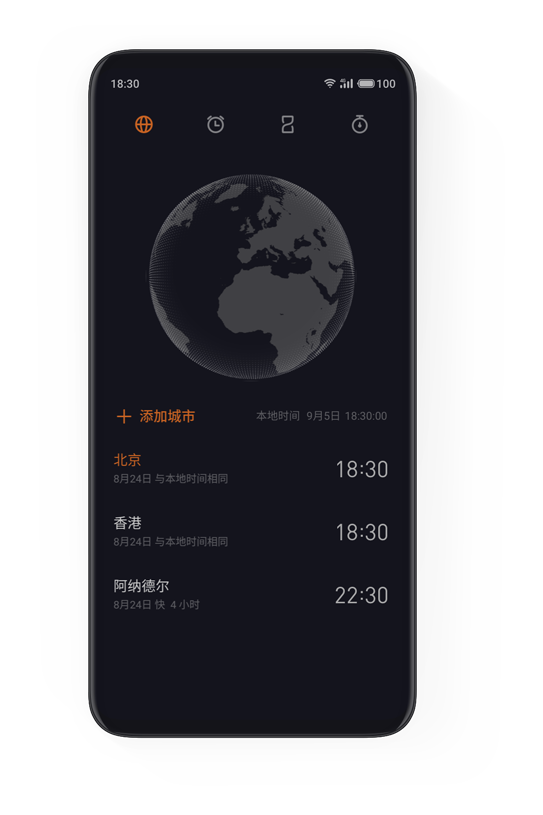 18:30 4G 100
添加城市 本地时间 9月5日 18:30:00
北京
8月24日 与本地时间相同
18:30
香港
8月24日 与本地时间相同
18:30
阿纳德尔
8月24日 快 4 小时
22:30